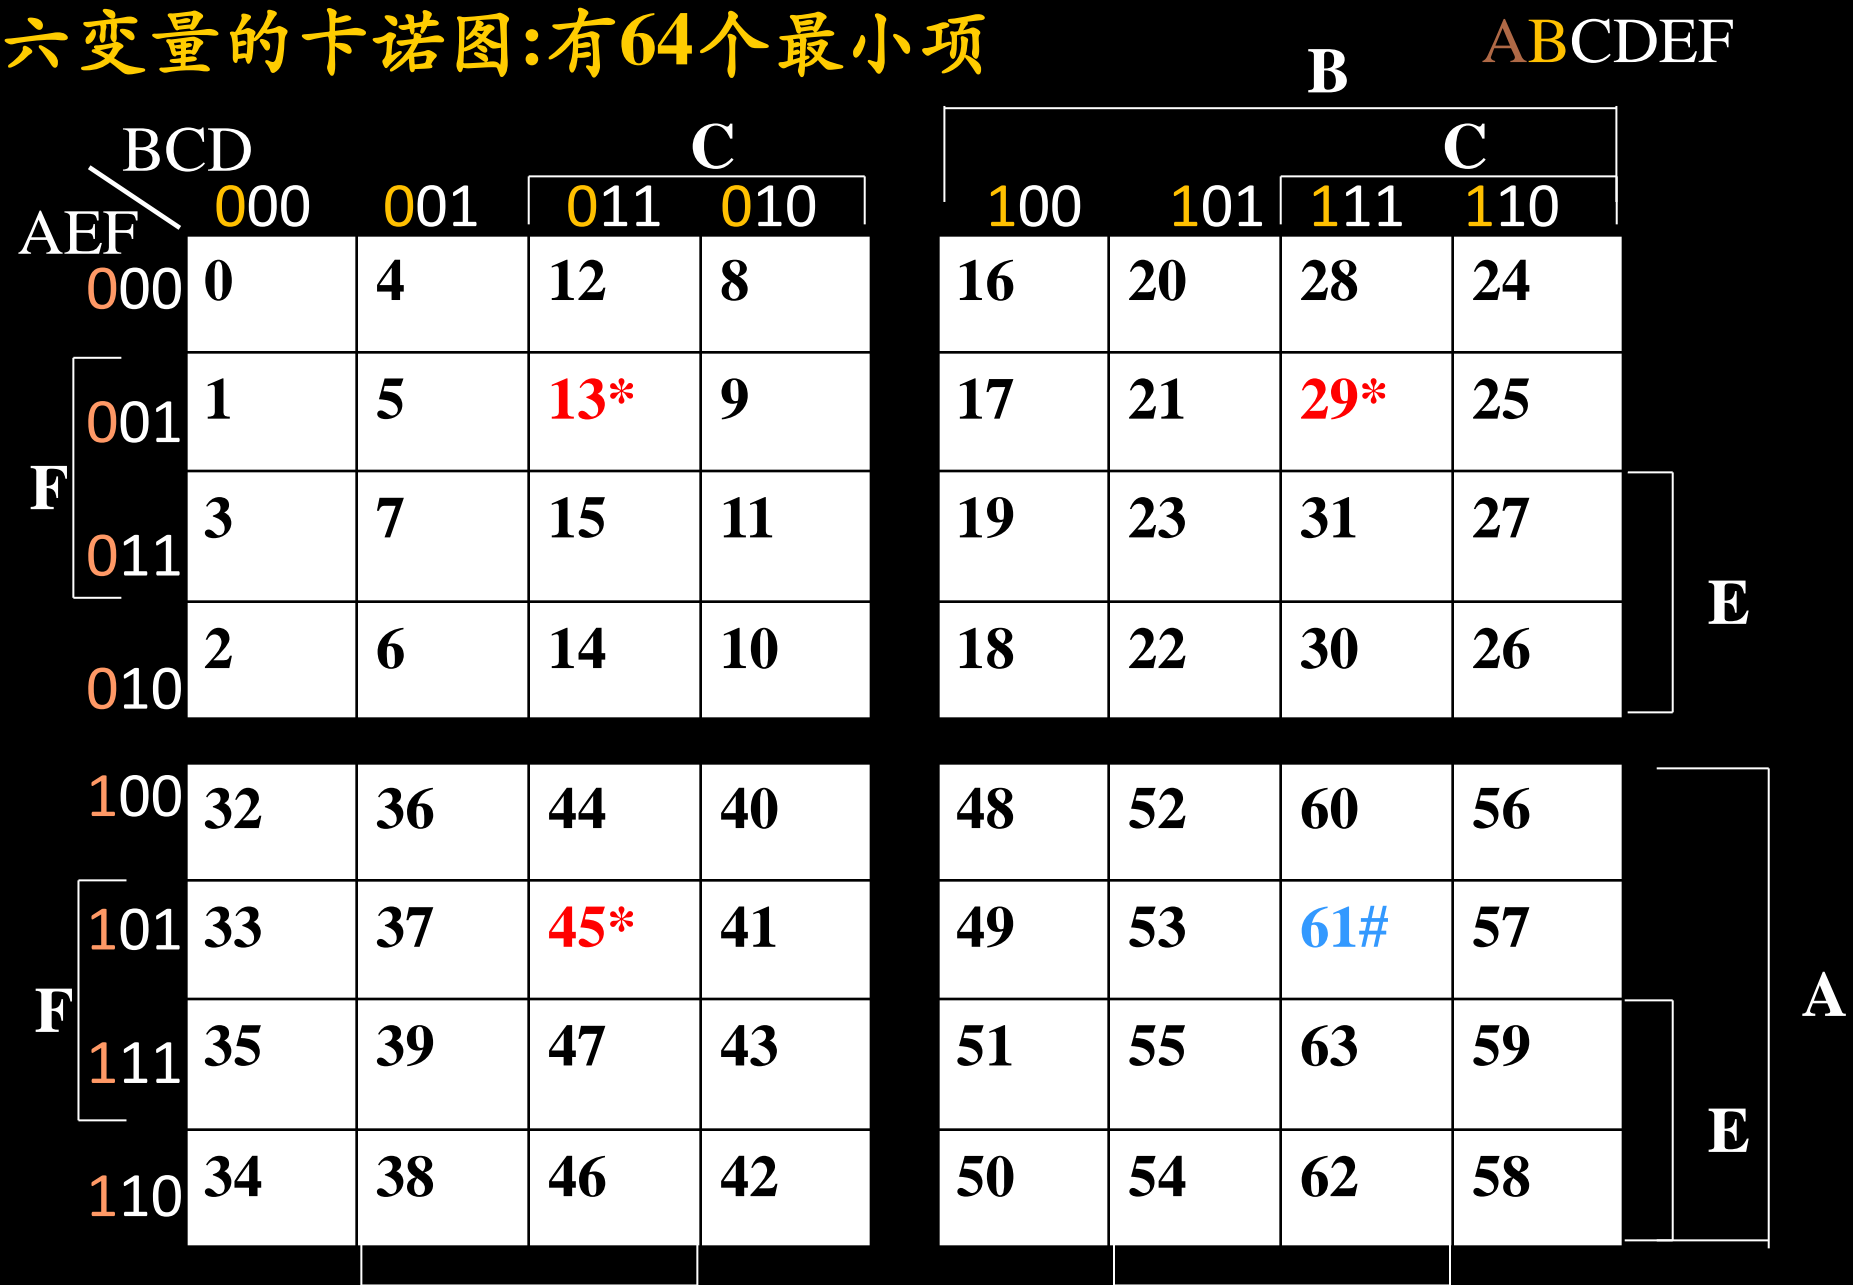 六变量的卡诺图:有64个最小项
ABCDEF
B
BCD
C
C
AEF
000 001 011 010 100 101 111 110
000 0 4 12 8 16 20 28 24
001 1 5 13* 9 17 21 29* 25
F
011 3 7 15 11 19 23 31 27
E
010 2 6 14 10 18 22 30 26
100 32 36 44 40 48 52 60 56
101 33 37 45* 41 49 53 61# 57
F
A
111 35 39 47 43 51 55 63 59
E
110 34 38 46 42 50 54 62 58